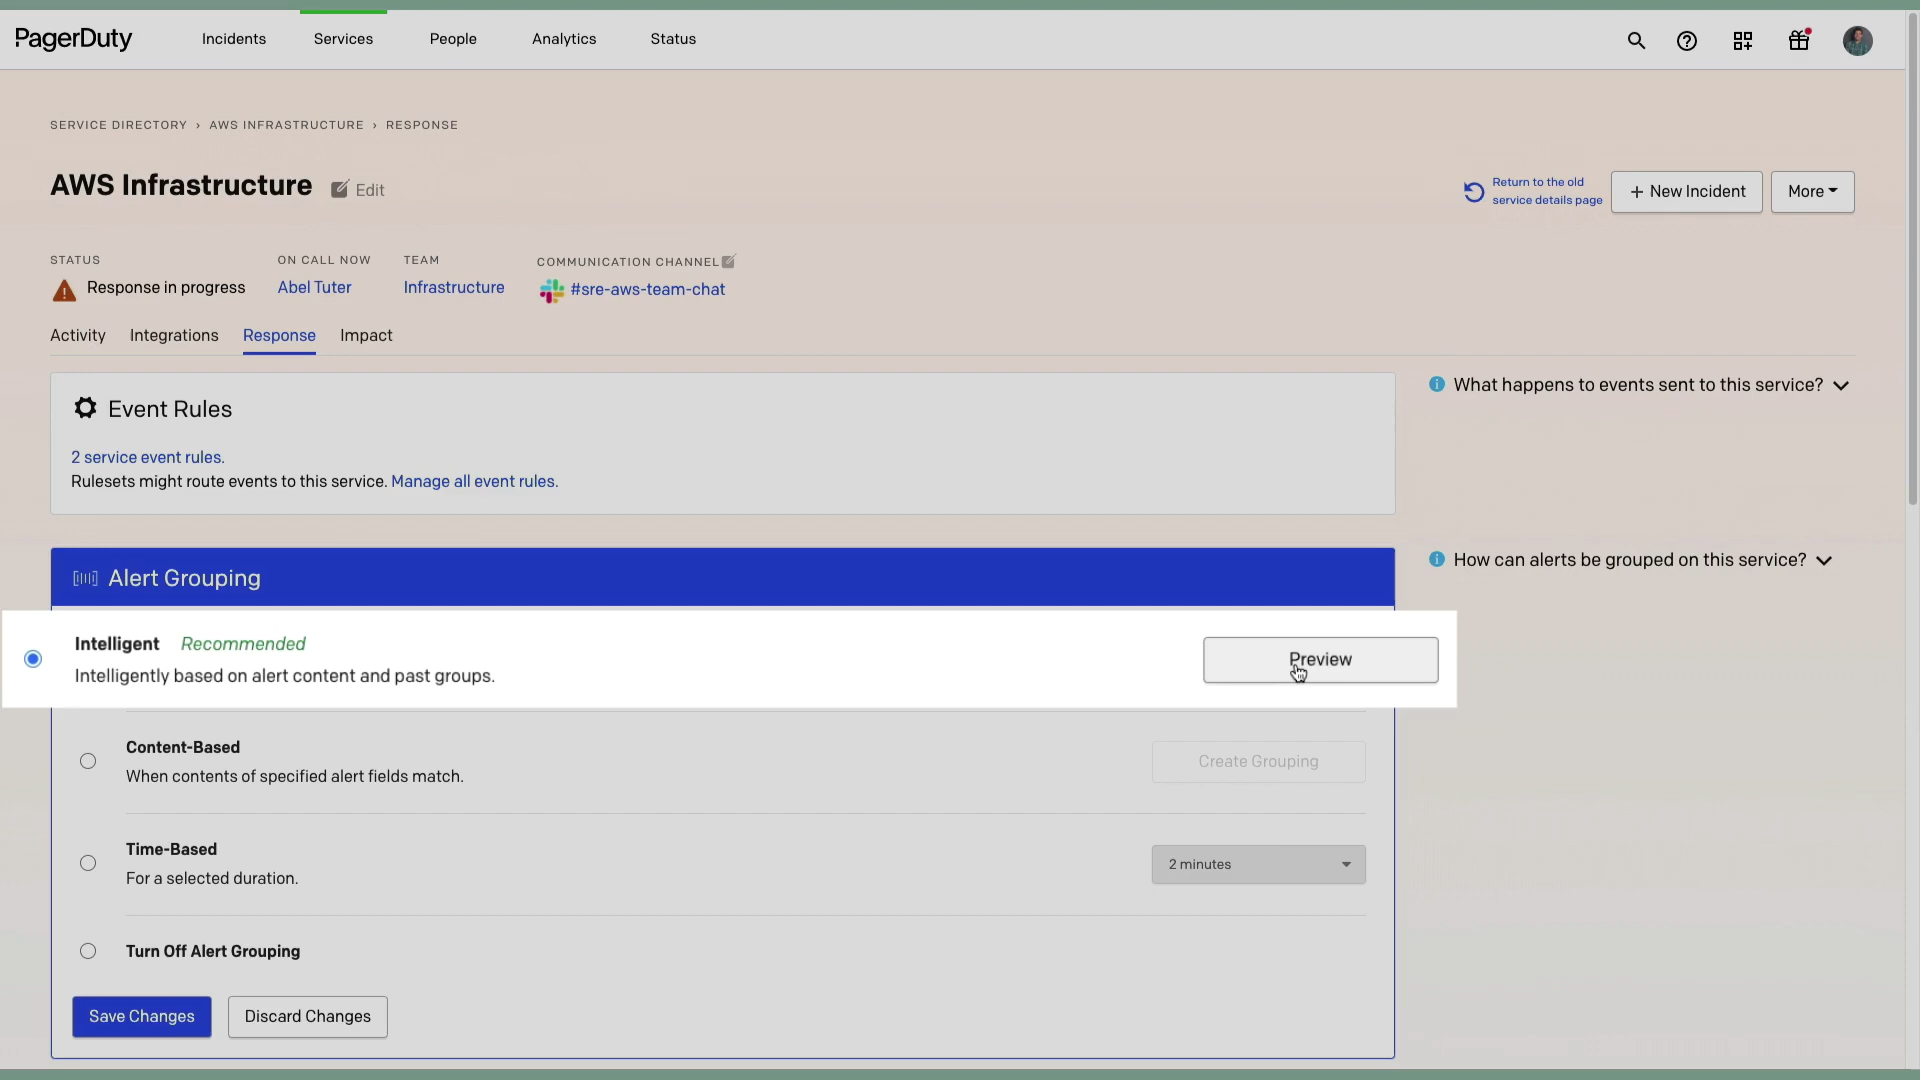 PagerDuty
Incidents
Services
People
Analytics
Status
SERVICE DIRECTORY › AWS INFRASTRUCTURE › RESPONSE
AWS Infrastructure
Edit
Return to the old
service details page
+ New Incident
More
STATUS
Response in progress
ON CALL NOW
Abel Tuter
TEAM
Infrastructure
COMMUNICATION CHANNEL
#sre-aws-team-chat
Activity
Integrations
Response
Impact
Event Rules
2 service event rules.
Rulesets might route events to this service. Manage all event rules.
What happens to events sent to this service?
Alert Grouping
How can alerts be grouped on this service?
Intelligent Recommended
Intelligently based on alert content and past groups.
Preview
Content-Based
When contents of specified alert fields match.
Create Grouping
Time-Based
For a selected duration.
2 minutes
Turn Off Alert Grouping
Save Changes
Discard Changes